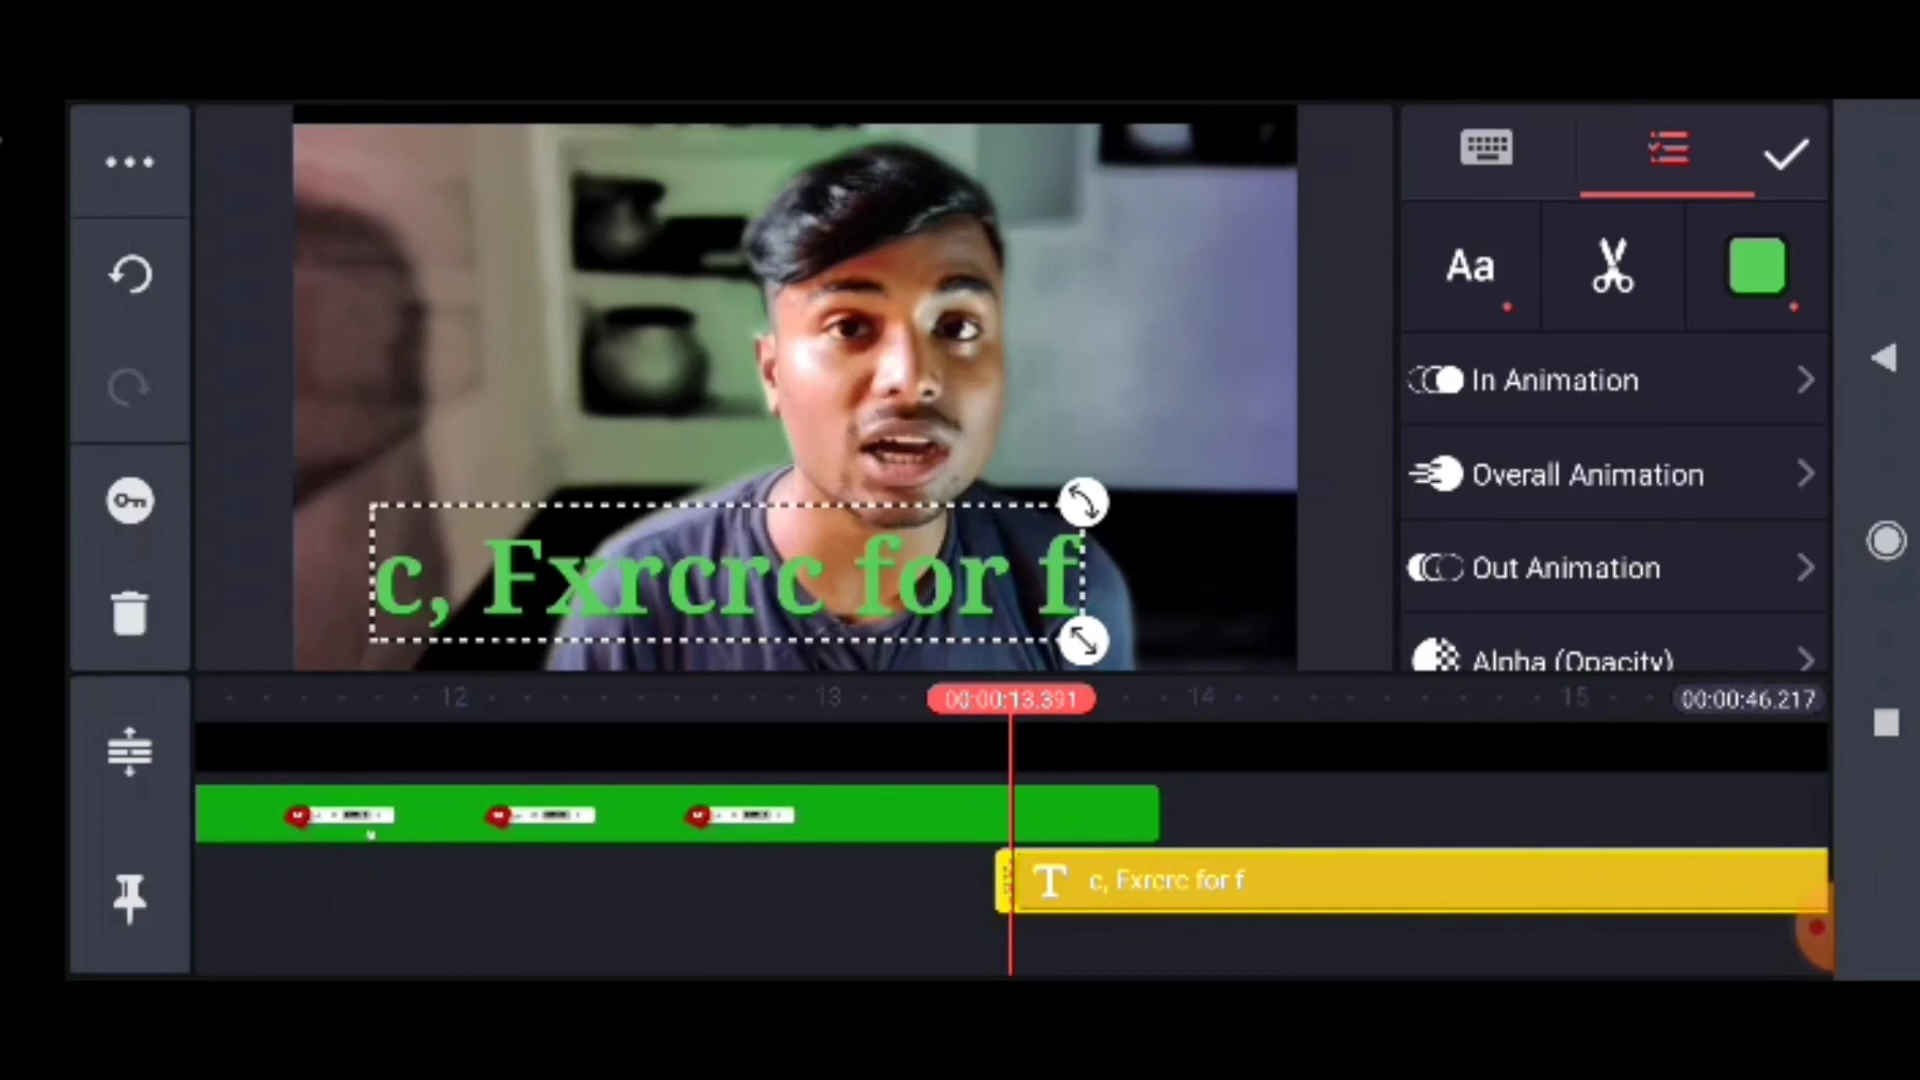 Aa
In Animation
Overall Animation
Out Animation
Alpha (Opacity)
c, Fxrcrc for f
12
13
00:00:13.391
14
15
00:00:46.217
T c, Fxrcrc for f